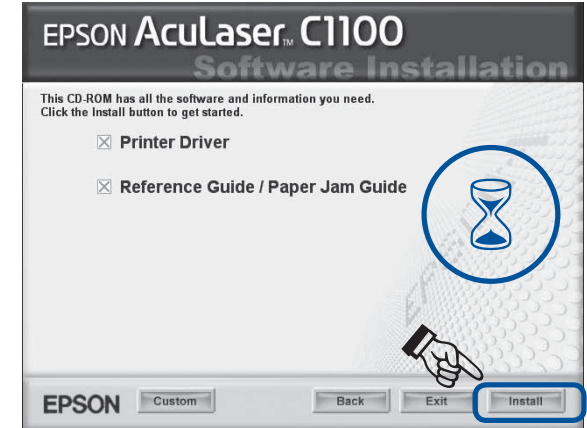 EPSON AcuLaser™ C1100
Software Installation
This CD-ROM has all the software and information you need.
Click the Install button to get started.
Printer Driver
Reference Guide / Paper Jam Guide
EPSON
EPSON Custom Back Exit Install